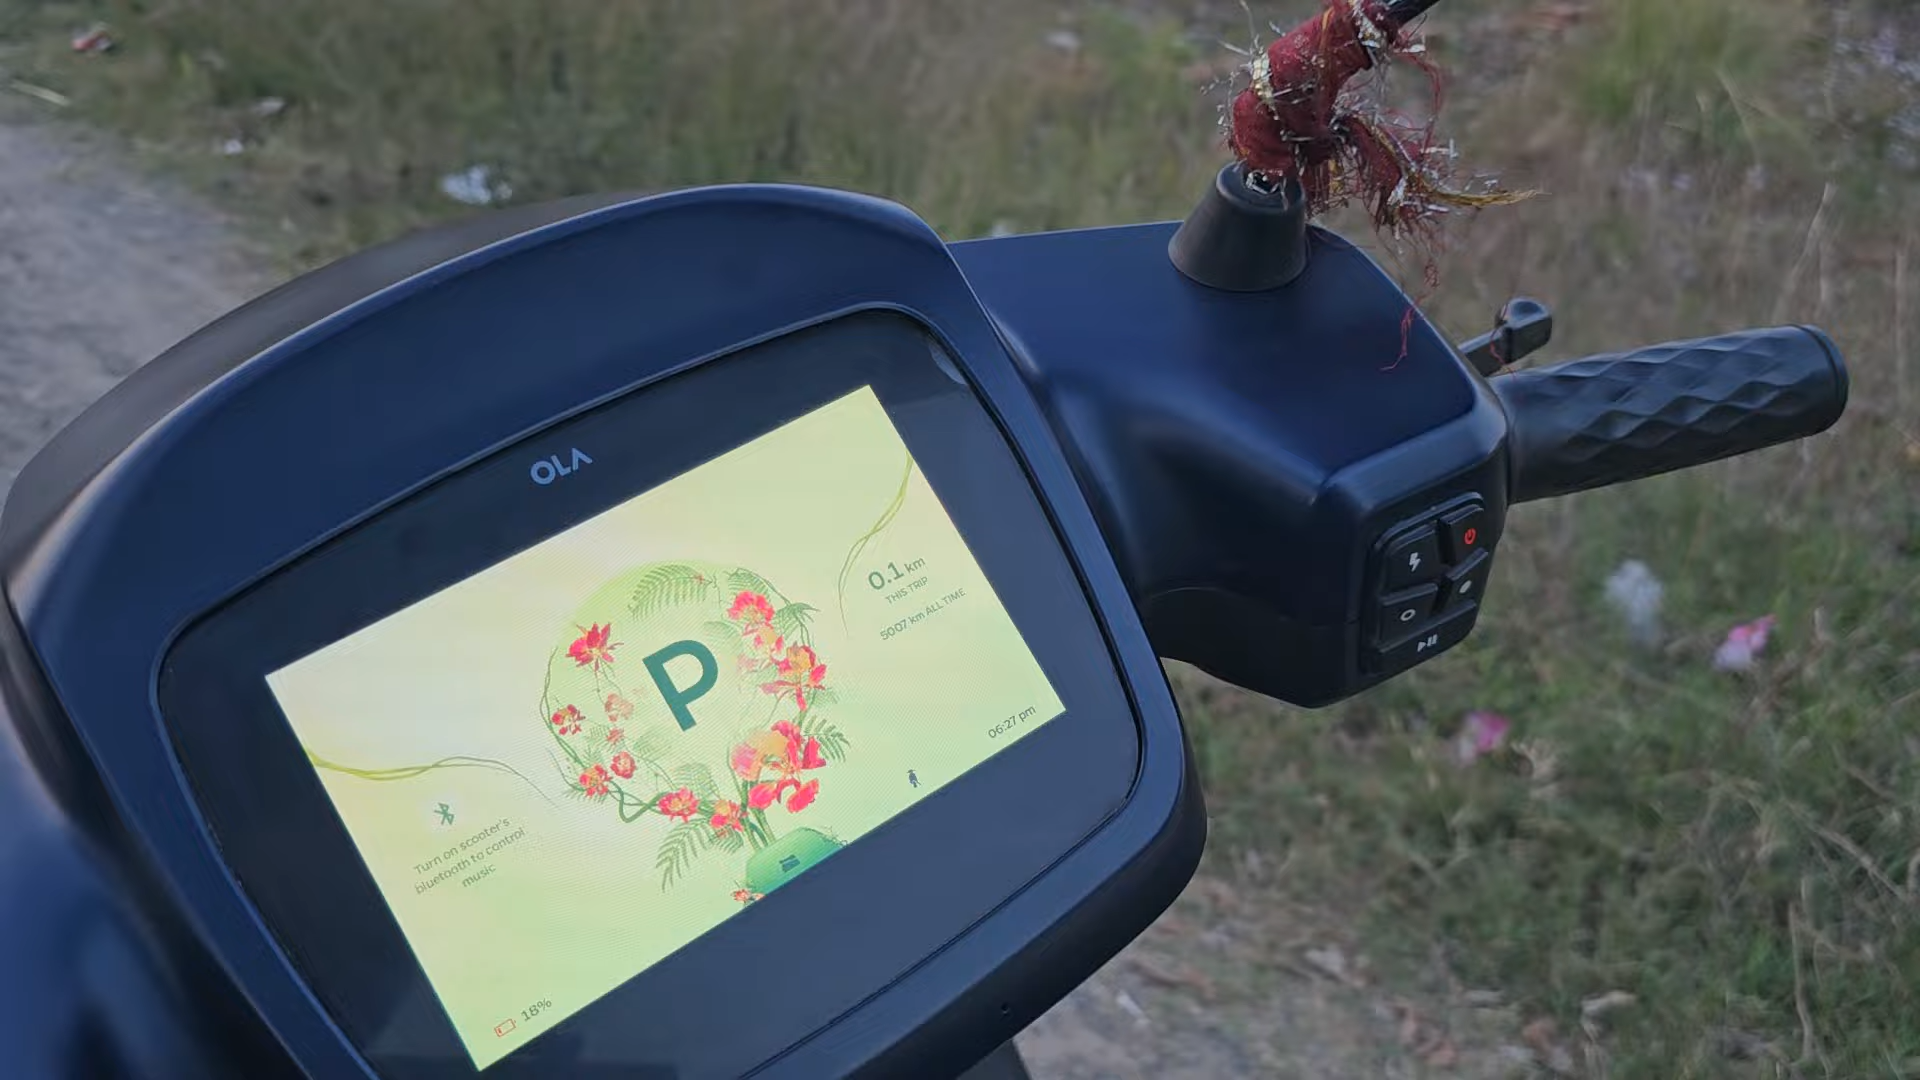 OLA
0.1 km
THIS TRIP
5007 km ALL TIME
P
06:27 pm
Turn on scooter's
bluetooth to control
music
18%